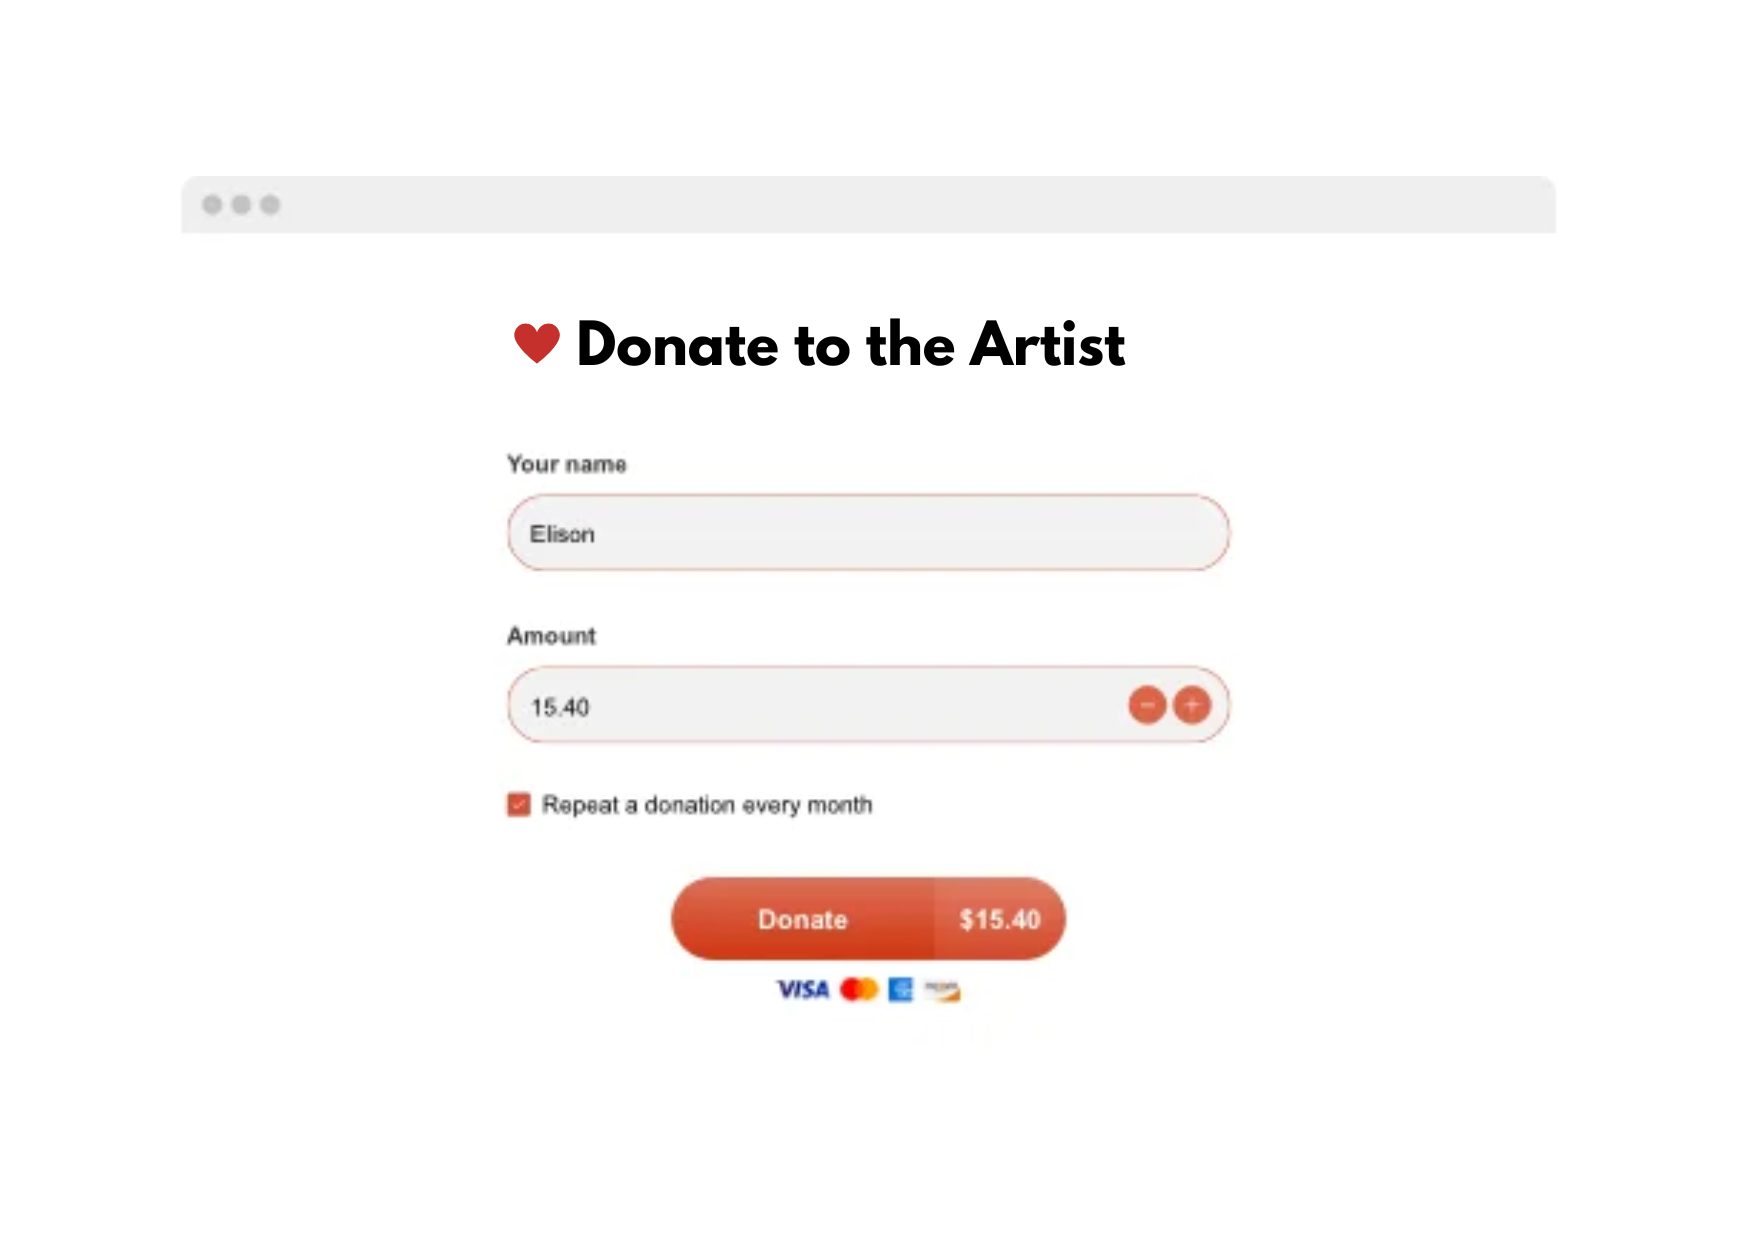 Donate to the Artist
Your name
Elison
Amount
15.40
Repeat a donation every month
Donate $15.40
VISA